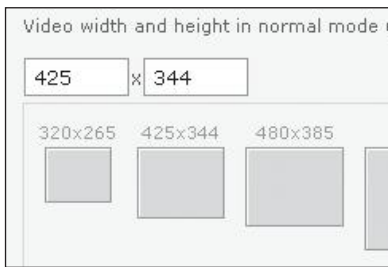 Video width and height in normal mode
425 x 344
320x265 425x344 480x385